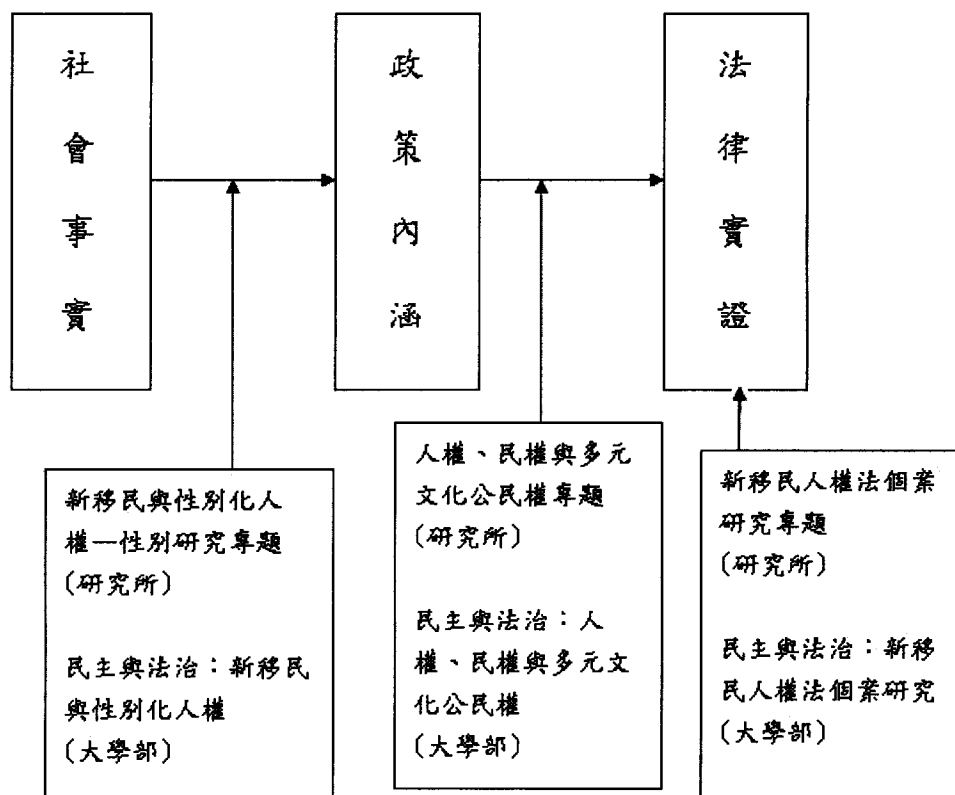 社會事實
政策內涵
法律實證
新移民與性別化人
權—性別研究專題
(研究所)
民主與法治：新移民
與性別化人權
(大學部)
人權、民權與多元
文化公民權專題
(研究所)
民主與法治：人
權、民權與多元文
化公民權
(大學部)
新移民人權法個案
研究專題
(研究所)
民主與法治：新移
民人權法個案研究
(大學部)